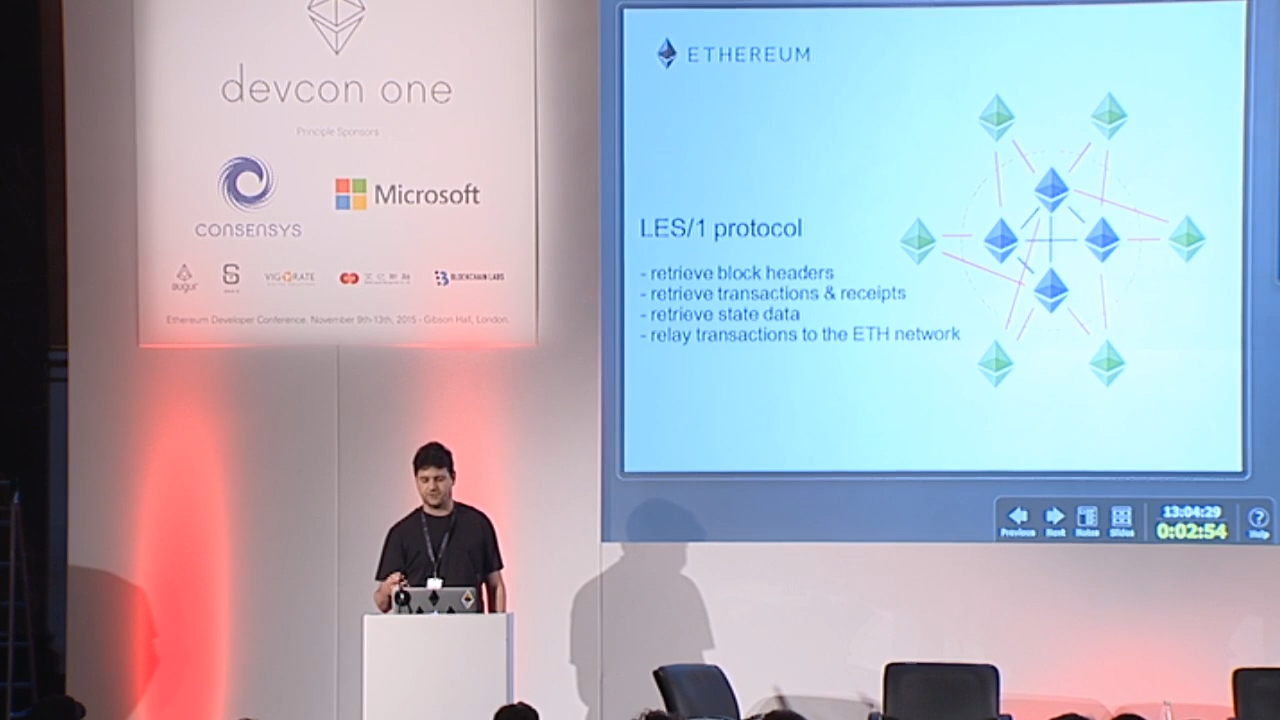 devcon one
Principle Sponsors
CONSENSYS
Microsoft
augur
VIGORATE
BLOCKCHAIN LABS
Ethereum Developer Conference. November 9th-13th, 2015 - Gibson Hall, London.
ETHEREUM
LES/1 protocol
- retrieve block headers
- retrieve transactions & receipts
- retrieve state data
- relay transactions to the ETH network
Previous
Next
Notes
Slides
13:04:29
0:02:54
?
Help